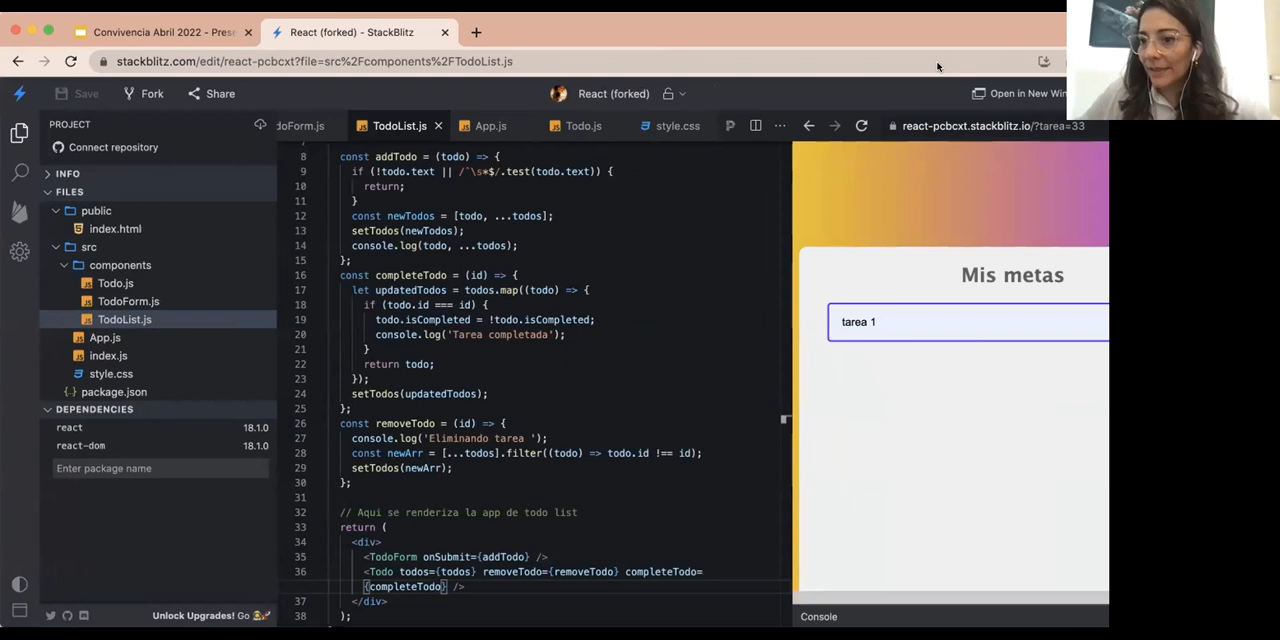 Convivencia Abril 2022 - Prese
React (forked) - StackBlitz
stackblitz.com/edit/react-pcbcxt?file=src%2Fcomponents%2FTodoList.js
Save
Fork
Share
React (forked)
Open in New Win
PROJECT
Connect repository
INFO
FILES
public
index.html
src
components
Todo.js
TodoForm.js
TodoList.js
App.js
index.js
style.css
package.json
DEPENDENCIES
react 18.1.0
react-dom 18.1.0
Enter package name
Unlock Upgrades! Go
doForm.js
TodoList.js
App.js
Todo.js
style.css
7
8 const addTodo = (todo) => {
9 if (!todo.text || /^\s*$/.test(todo.text)) {
10 return;
11 }
12 const newTodos = [todo, ...todos];
13 setTodos(newTodos);
14 console.log(todo, ...todos);
15 };
16 const completeTodo = (id) => {
17 let updatedTodos = todos.map((todo) => {
18 if (todo.id === id) {
19 todo.isCompleted = !todo.isCompleted;
20 console.log('Tarea completada');
21 }
22 return todo;
23 });
24 setTodos(updatedTodos);
25 };
26 const removeTodo = (id) => {
27 console.log('Eliminando tarea ');
28 const newArr = [...todos].filter((todo) => todo.id !== id);
29 setTodos(newArr);
30 };
31
32 // Aqui se renderiza la app de todo list
33 return (
34 <div>
35 <TodoForm onSubmit={addTodo} />
36 <Todo todos={todos} removeTodo={removeTodo} completeTodo=
{completeTodo} />
37 </div>
38 );
react-pcbcxt.stackblitz.io/?tarea=33
Mis metas
tarea 1
Console